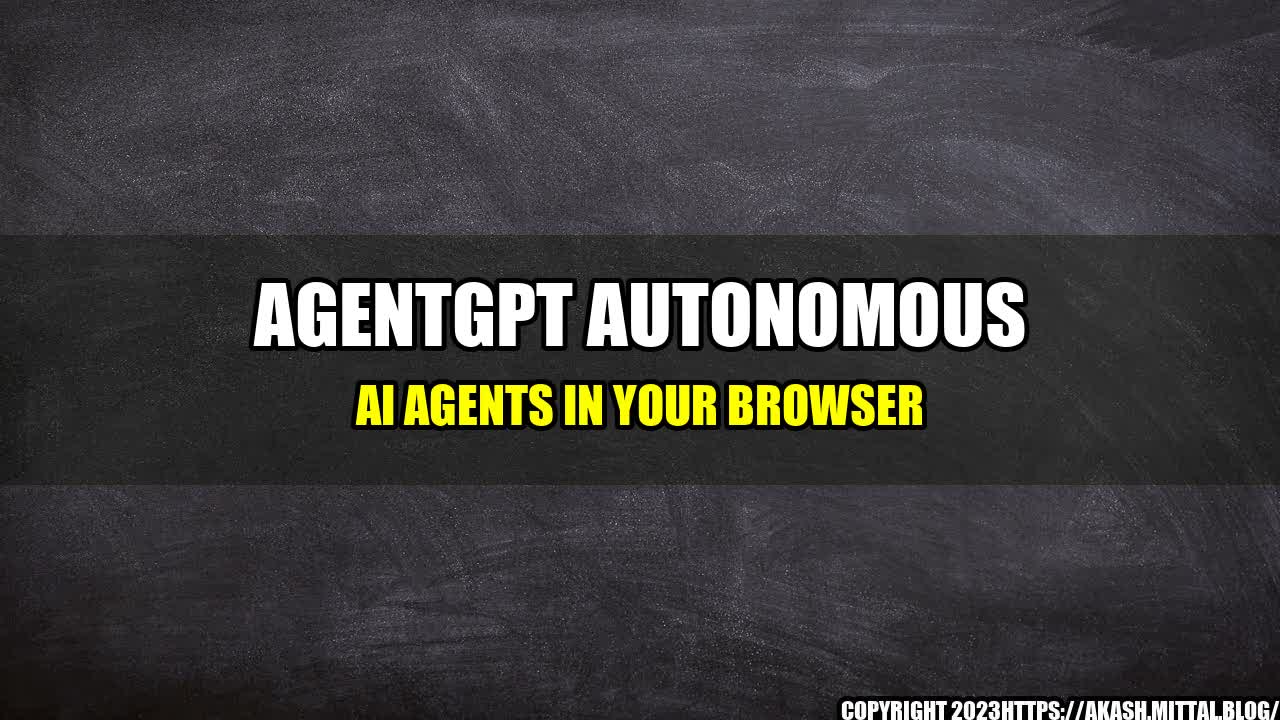 AGENTGPT AUTONOMOUS
AI AGENTS IN YOUR BROWSER
COPYRIGHT 2023HTTPS://AKASH.MITTAL.BLOG/